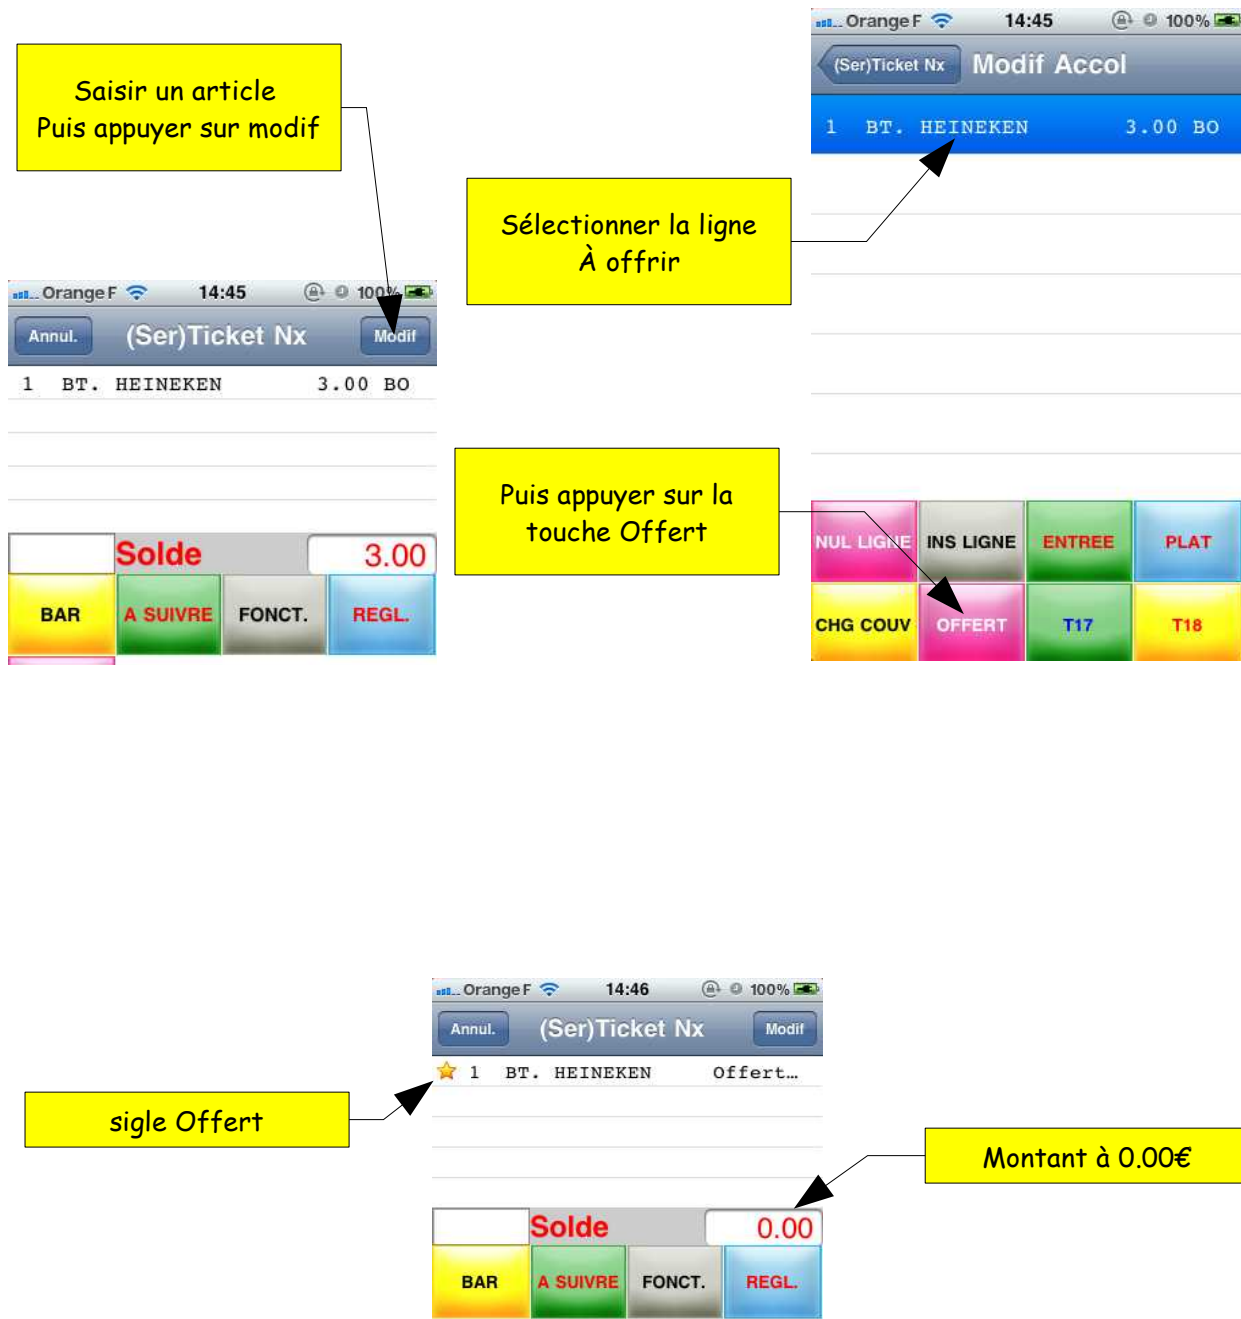 Saisir un article
Puis appuyer sur modif
Orange F 14:45 100%
Annul. (Ser)Ticket Nx Modif
1 BT. HEINEKEN 3.00 BO
Solde 3.00
BAR A SUIVRE FONCT. REGL.
Orange F 14:45 100%
(Ser)Ticket Nx Modif Accol
1 BT. HEINEKEN 3.00 BO
Sélectionner la ligne
À offrir
Puis appuyer sur la
touche Offert
NUL LIGNE INS LIGNE ENTREE PLAT
CHG COUV OFFERT T17 T18
Orange F 14:46 100%
Annul. (Ser)Ticket Nx Modif
1 BT. HEINEKEN Offert...
sigle Offert
Montant à 0.00€
Solde 0.00
BAR A SUIVRE FONCT. REGL.